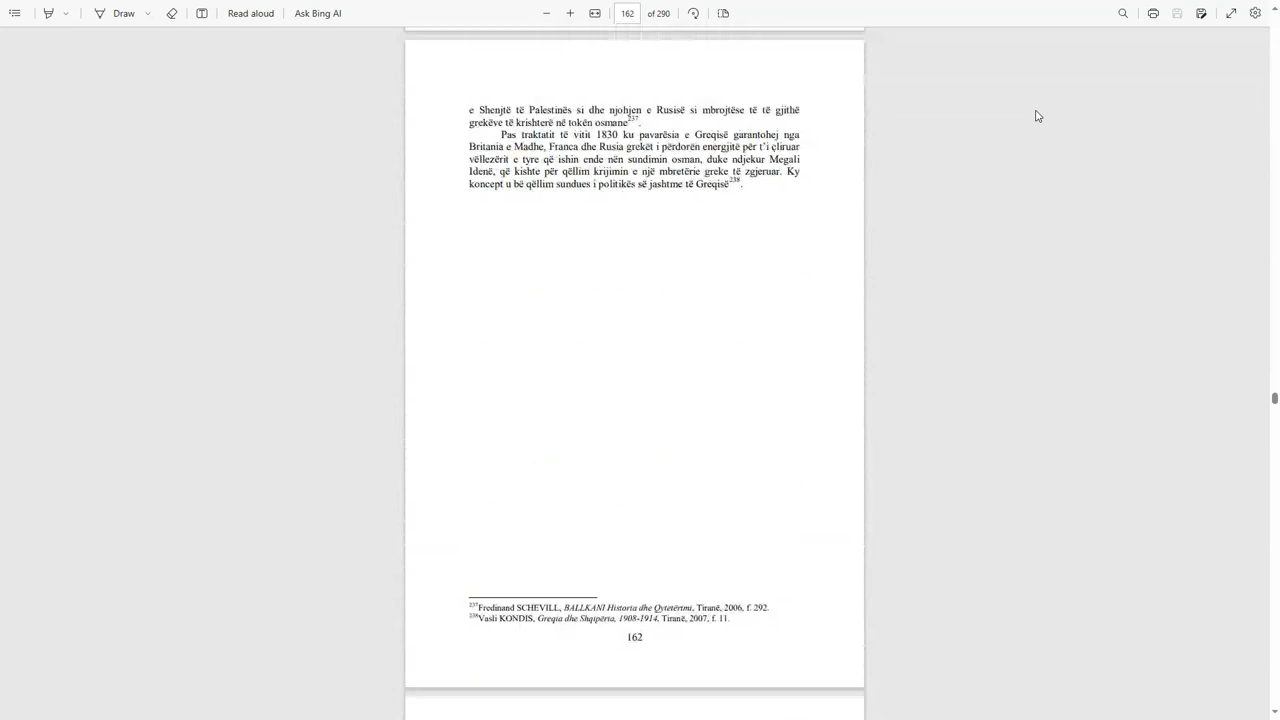 Draw
Read aloud
Ask Bing AI
162 of 290
e Shenjtë të Palestinës si dhe njohjen e Rusisë si mbrojtëse të të gjithë
grekëve të krishterë në tokën osmane237.
Pas traktatit të vitit 1830 ku pavarësia e Greqisë garantohej nga
Britania e Madhe, Franca dhe Rusia grekët i përdorën energjitë për t’i çliruar
vëllezërit e tyre që ishin ende nën sundimin osman, duke ndjekur Megali
Idenë, që kishte për qëllim krijimin e një mbretërie greke të zgjeruar. Ky
koncept u bë qëllim sundues i politikës së jashtme të Greqisë238.
237Fredinand SCHEVILL, BALLKANI Historia dhe Qytetërimi, Tiranë, 2006, f. 292.
238Vasli KONDIS, Greqia dhe Shqipëria, 1908-1914, Tiranë, 2007, f. 11.
162